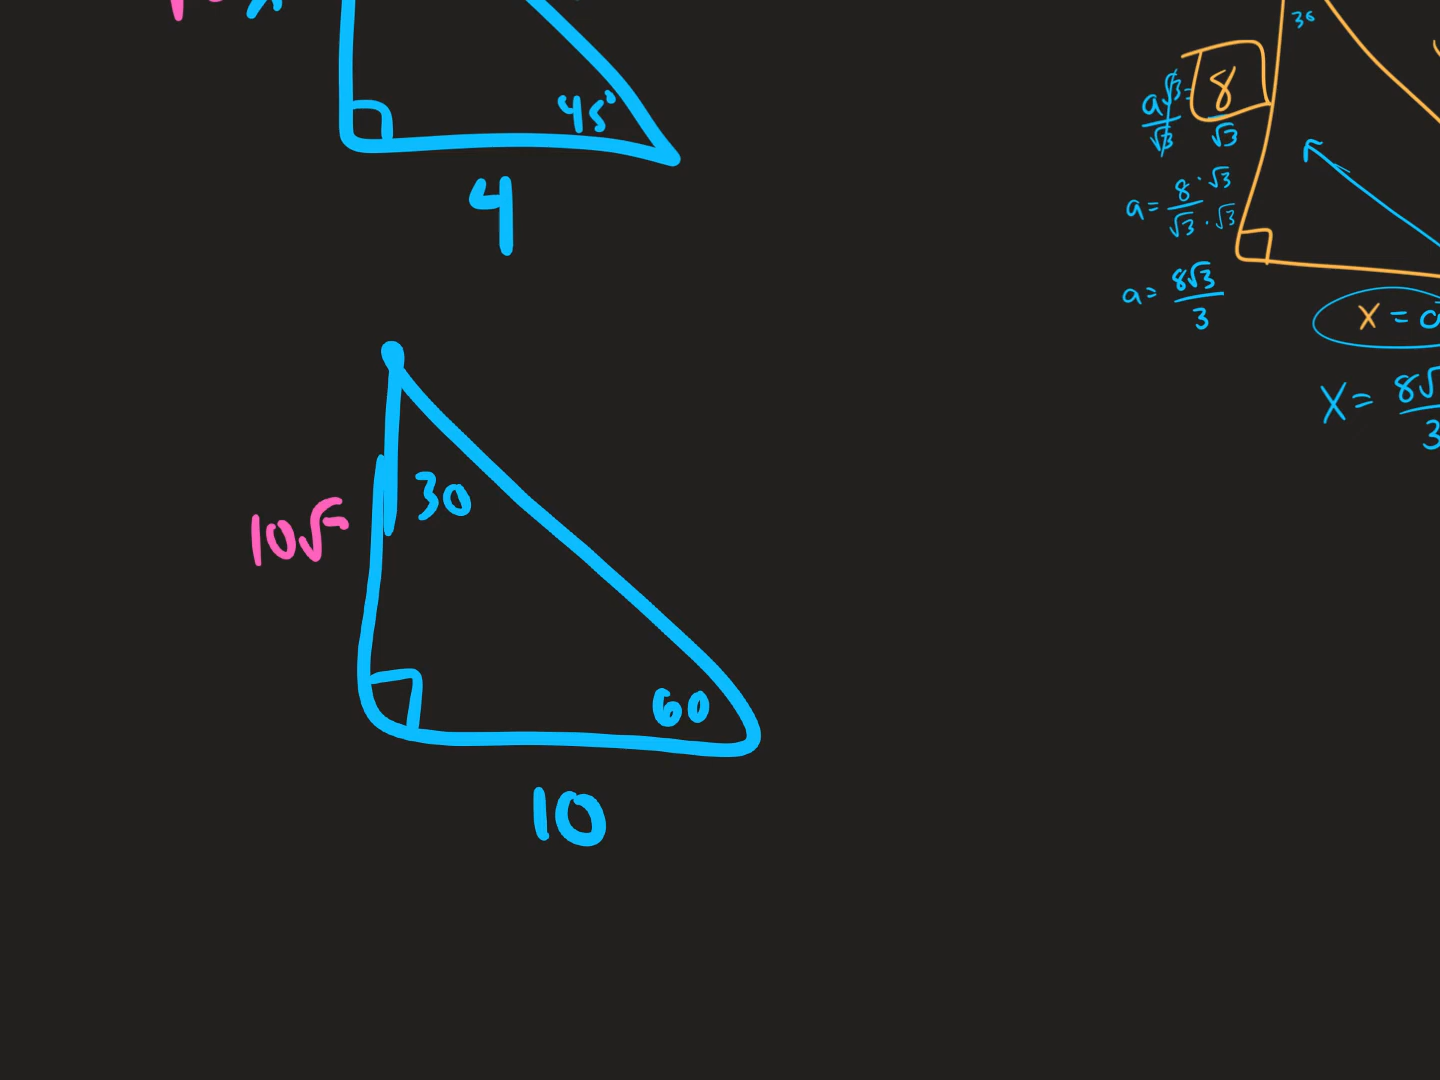 45°
4
30
10√
60
10
36
a√3 = 8
√3 √3
a = 8 · √3
√3 · √3
a = 8√3
3
x =
X = 8√
3